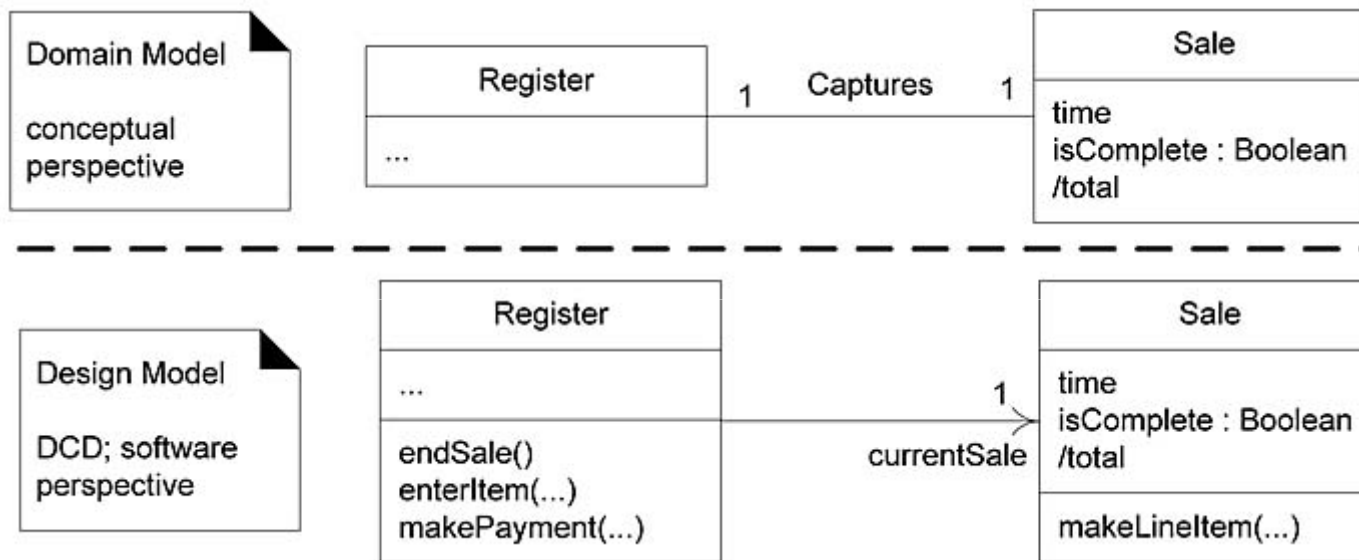 Domain Model
conceptual
perspective
Register
...
1 Captures 1
Sale
time
isComplete : Boolean
/total
Design Model
DCD; software
perspective
Register
...
endSale()
enterItem(...)
makePayment(...)
1
currentSale
Sale
time
isComplete : Boolean
/total
makeLineItem(...)